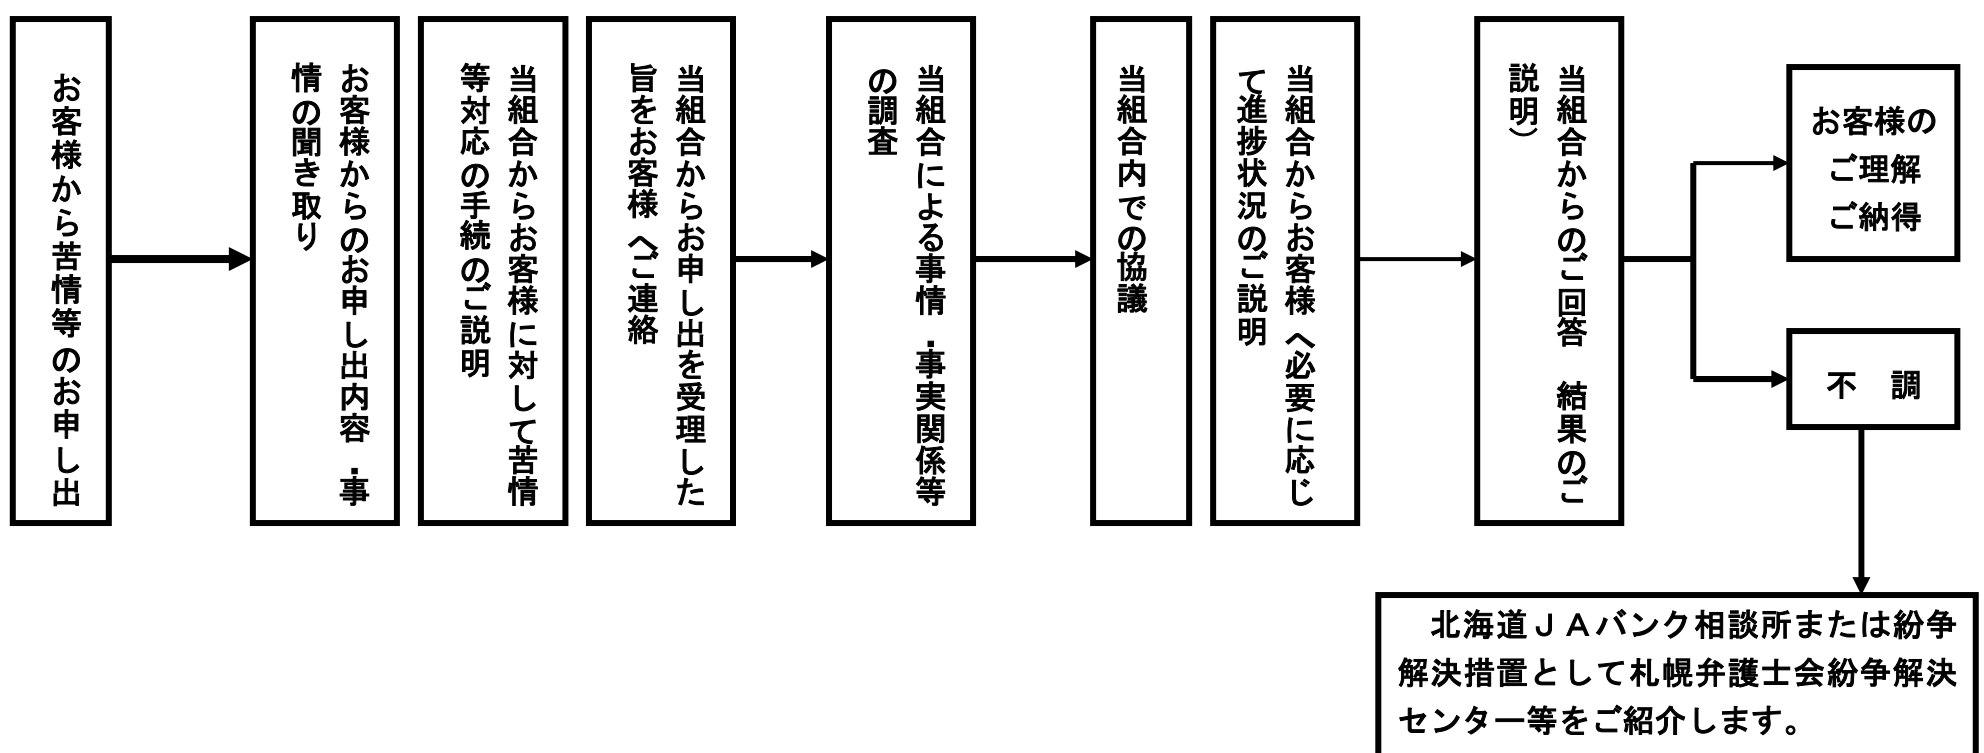 お客様から苦情等のお申し出
お客様からのお申し出内容・事
情の聞き取り
当組合からお客様に対して苦情
等対応の手続のご説明
当組合からお申し出を受理した
旨をお客様へご連絡
当組合による事情・事実関係等
の調査
当組合内での協議
当組合からお客様へ必要に応じ
て進捗状況のご説明
当組合からのご回答　結果のご
説明）
お客様の
ご理解
ご納得
不　調
北海道ＪＡバンク相談所または紛争
解決措置として札幌弁護士会紛争解決
センター等をご紹介します。